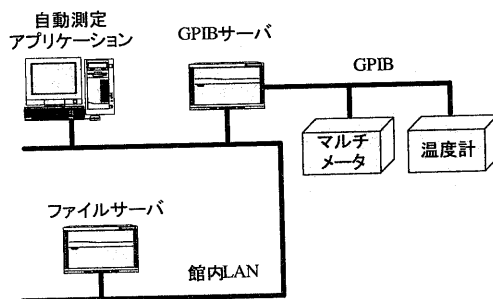 自動測定
アプリケーション
GPIBサーバ
GPIB
マルチ
メータ
温度計
ファイルサーバ
館内LAN